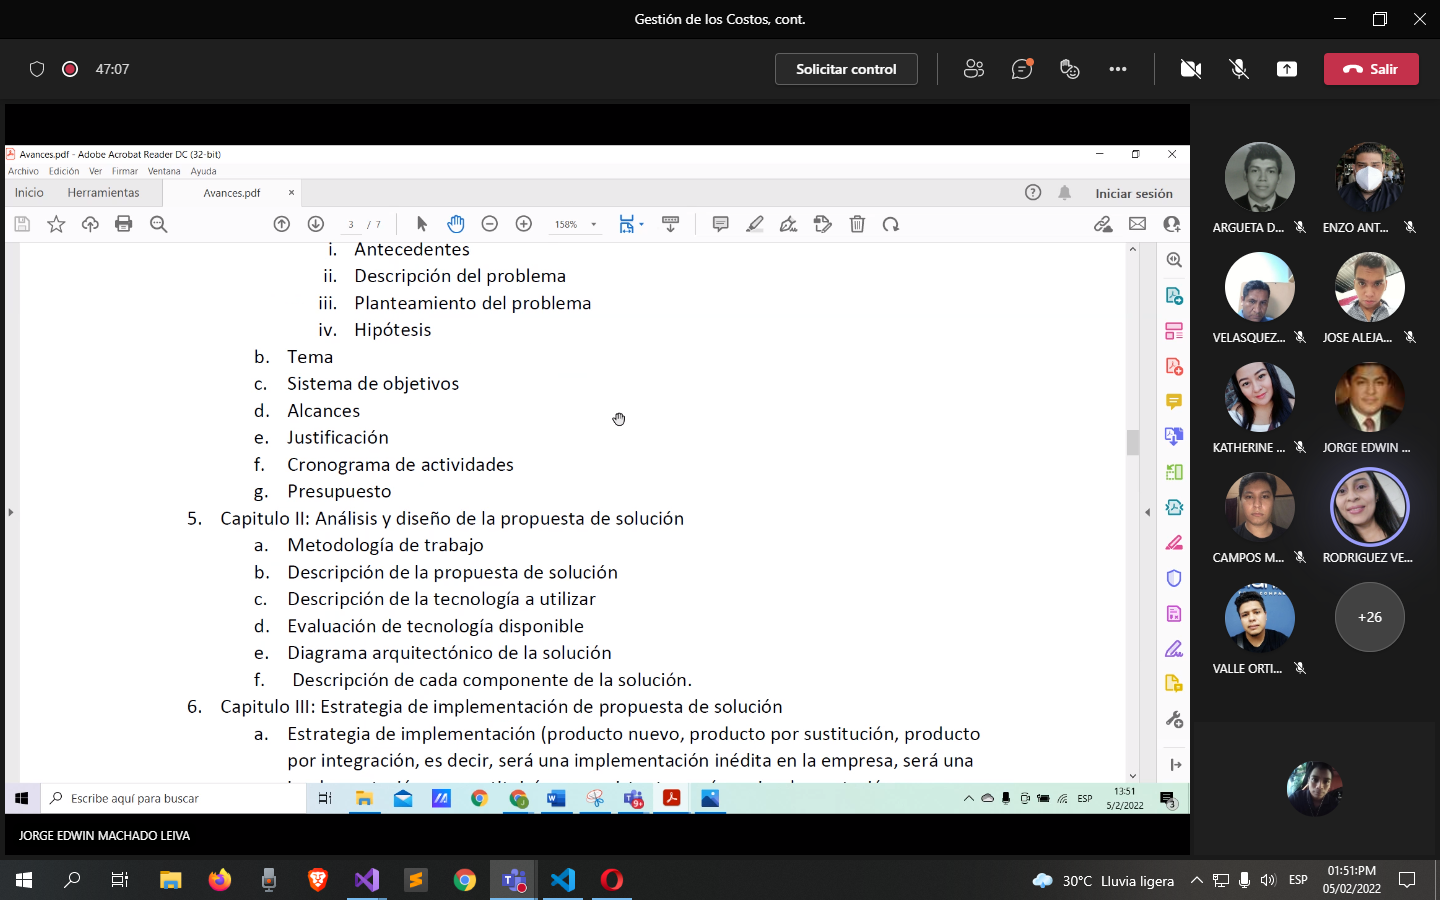 Gestión de los Costos, cont.
47:07
Solicitar control
Salir
Avances.pdf - Adobe Acrobat Reader DC (32-bit)
Archivo Edición Ver Firmar Ventana Ayuda
Inicio Herramientas Avances.pdf × Iniciar sesión
3 / 7 158%
i. Antecedentes
ii. Descripción del problema
iii. Planteamiento del problema
iv. Hipótesis
b. Tema
c. Sistema de objetivos
d. Alcances
e. Justificación
f. Cronograma de actividades
g. Presupuesto
5. Capitulo II: Análisis y diseño de la propuesta de solución
a. Metodología de trabajo
b. Descripción de la propuesta de solución
c. Descripción de la tecnología a utilizar
d. Evaluación de tecnología disponible
e. Diagrama arquitectónico de la solución
f. Descripción de cada componente de la solución.
6. Capitulo III: Estrategia de implementación de propuesta de solución
a. Estrategia de implementación (producto nuevo, producto por sustitución, producto
por integración, es decir, será una implementación inédita en la empresa, será una
Escribe aquí para buscar
9+
ESP
13:51
5/2/2022
3
JORGE EDWIN MACHADO LEIVA
ARGUETA D...
ENZO ANT...
VELASQUEZ...
JOSE ALEJA...
KATHERINE ...
JORGE EDWIN ...
CAMPOS M...
RODRIGUEZ VE...
VALLE ORTI...
+26
30°C Lluvia ligera
ESP
01:51:PM
05/02/2022